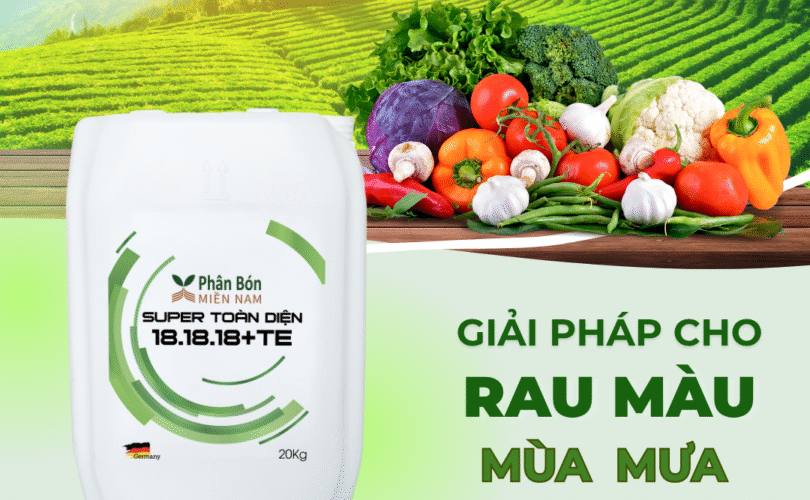 Phân Bón
MIỀN NAM
SUPER TOÀN DIỆN
18.18.18+TE
Germany
20Kg
GIẢI PHÁP CHO
RAU MÀU
MÙA MƯA